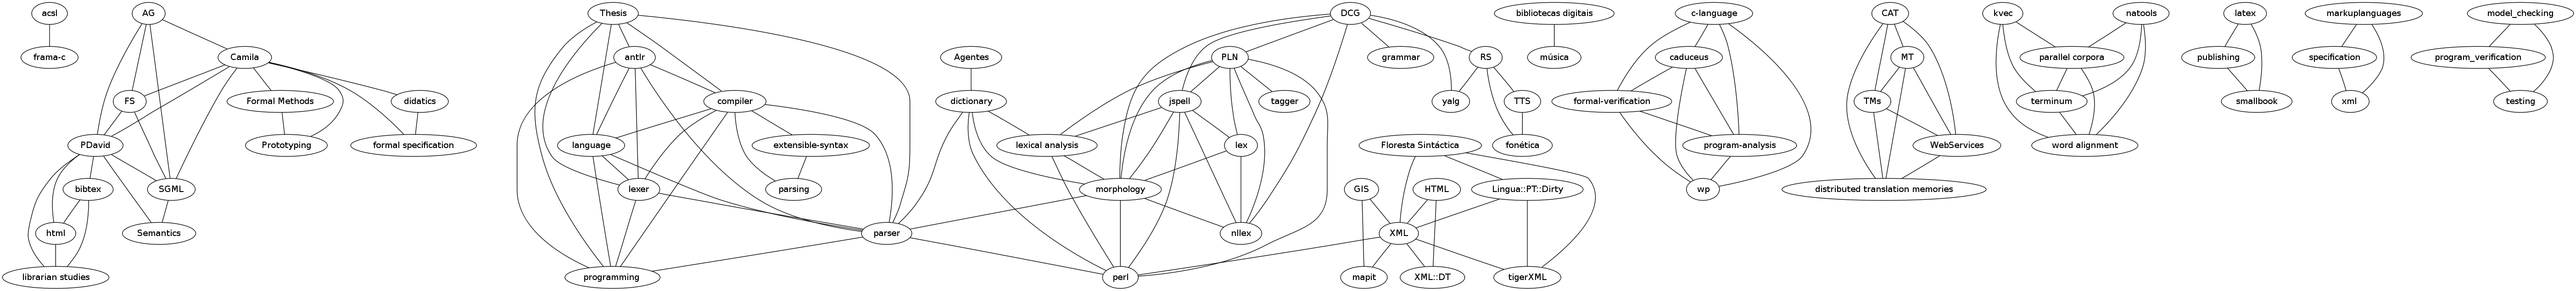 acsl
AG
Thesis
DCG
bibliotecas digitais
c-language
CAT
kvec
natools
latex
markuplanguages
model_checking
frama-c
Camila
antlr
Agentes
PLN
grammar
RS
música
caduceus
MT
parallel corpora
publishing
specification
program_verification
FS
Formal Methods
didatics
compiler
dictionary
jspell
tagger
yalg
TTS
formal-verification
TMs
terminum
smallbook
xml
testing
PDavid
Prototyping
formal specification
language
extensible-syntax
lexical analysis
lex
Floresta Sintáctica
fonética
program-analysis
WebServices
word alignment
bibtex
SGML
lexer
parsing
morphology
GIS
HTML
Lingua::PT::Dirty
wp
distributed translation memories
html
Semantics
parser
nllex
XML
librarian studies
programming
perl
mapit
XML::DT
tigerXML